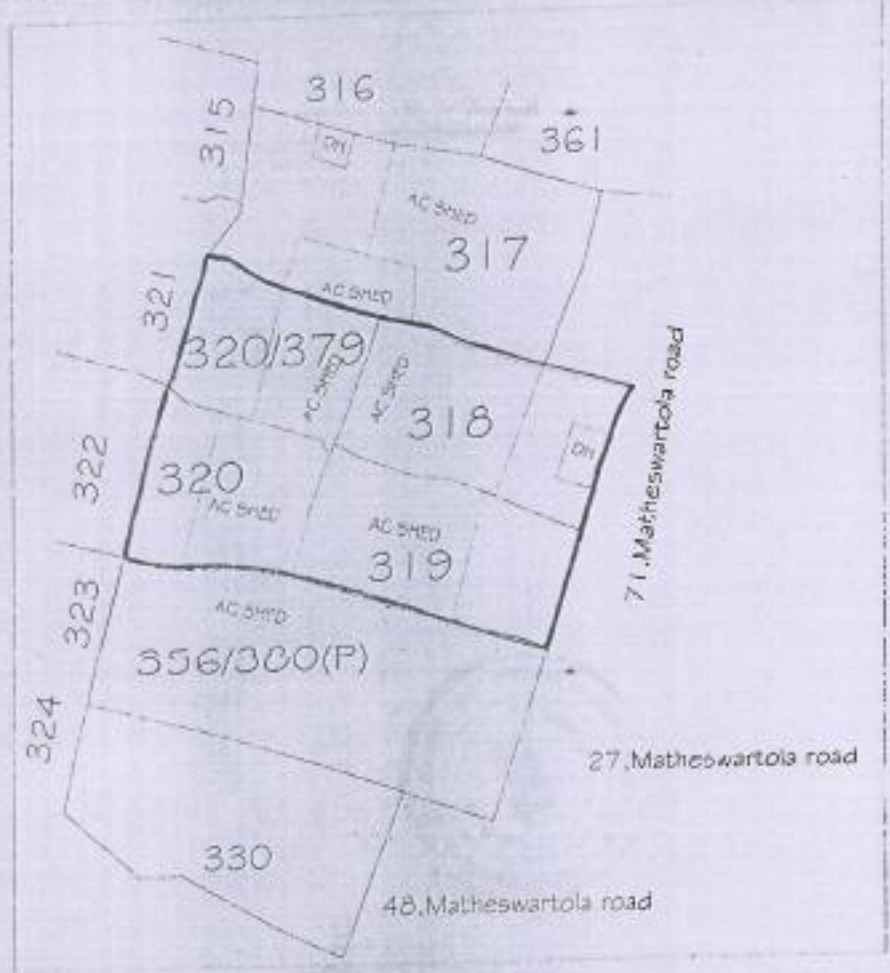 316
315
361
DH
AC SHED
317
321
AC SHED
320/379
AC SHED
AC SHED
318
71,Matheswartola road
DH
322
320
AC SHED
AC SHED
319
323
AC SHED
356/380(P)
324
27,Matheswartola road
330
48,Matheswartola road